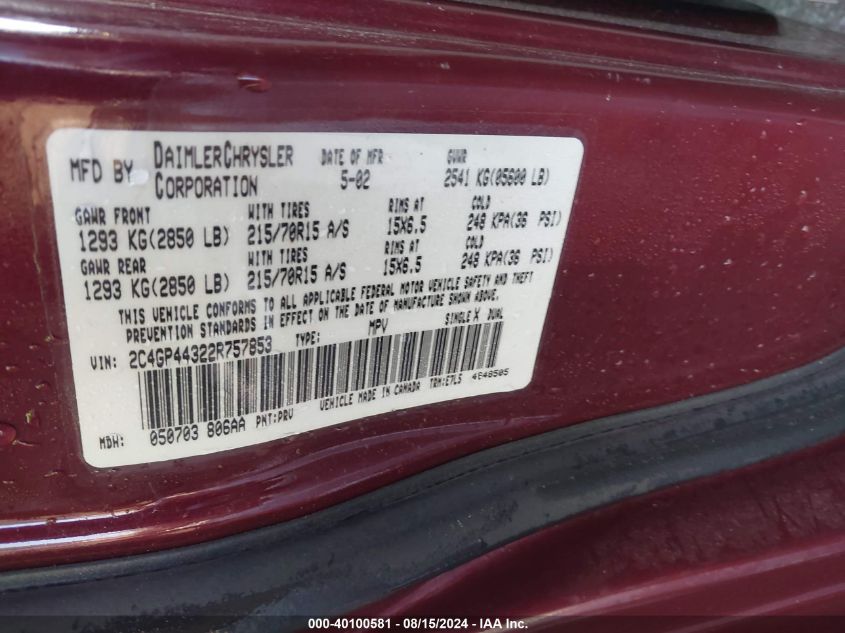 MFD BY DAIMLERCHRYSLER CORPORATION DATE OF MFR 5-02 GVWR 2541 KG(05600 LB)
GAWR FRONT WITH TIRES RIMS AT COLD
1293 KG(2850 LB) 215/70R15 A/S 15X6.5 248 KPA(36 PSI)
GAWR REAR WITH TIRES RIMS AT COLD
1293 KG(2850 LB) 215/70R15 A/S 15X6.5 248 KPA(36 PSI)
THIS VEHICLE CONFORMS TO ALL APPLICABLE FEDERAL MOTOR VEHICLE SAFETY AND THEFT
PREVENTION STANDARDS IN EFFECT ON THE DATE OF MANUFACTURE SHOWN ABOVE.
VIN: 2C4GP44322R757853 TYPE: MPV SINGLE X DUAL
MDH: 050703 806AA PNT:PRV VEHICLE MADE IN CANADA TRM:E7L5 4648505
000-40100581 - 08/15/2024 - IAA Inc.